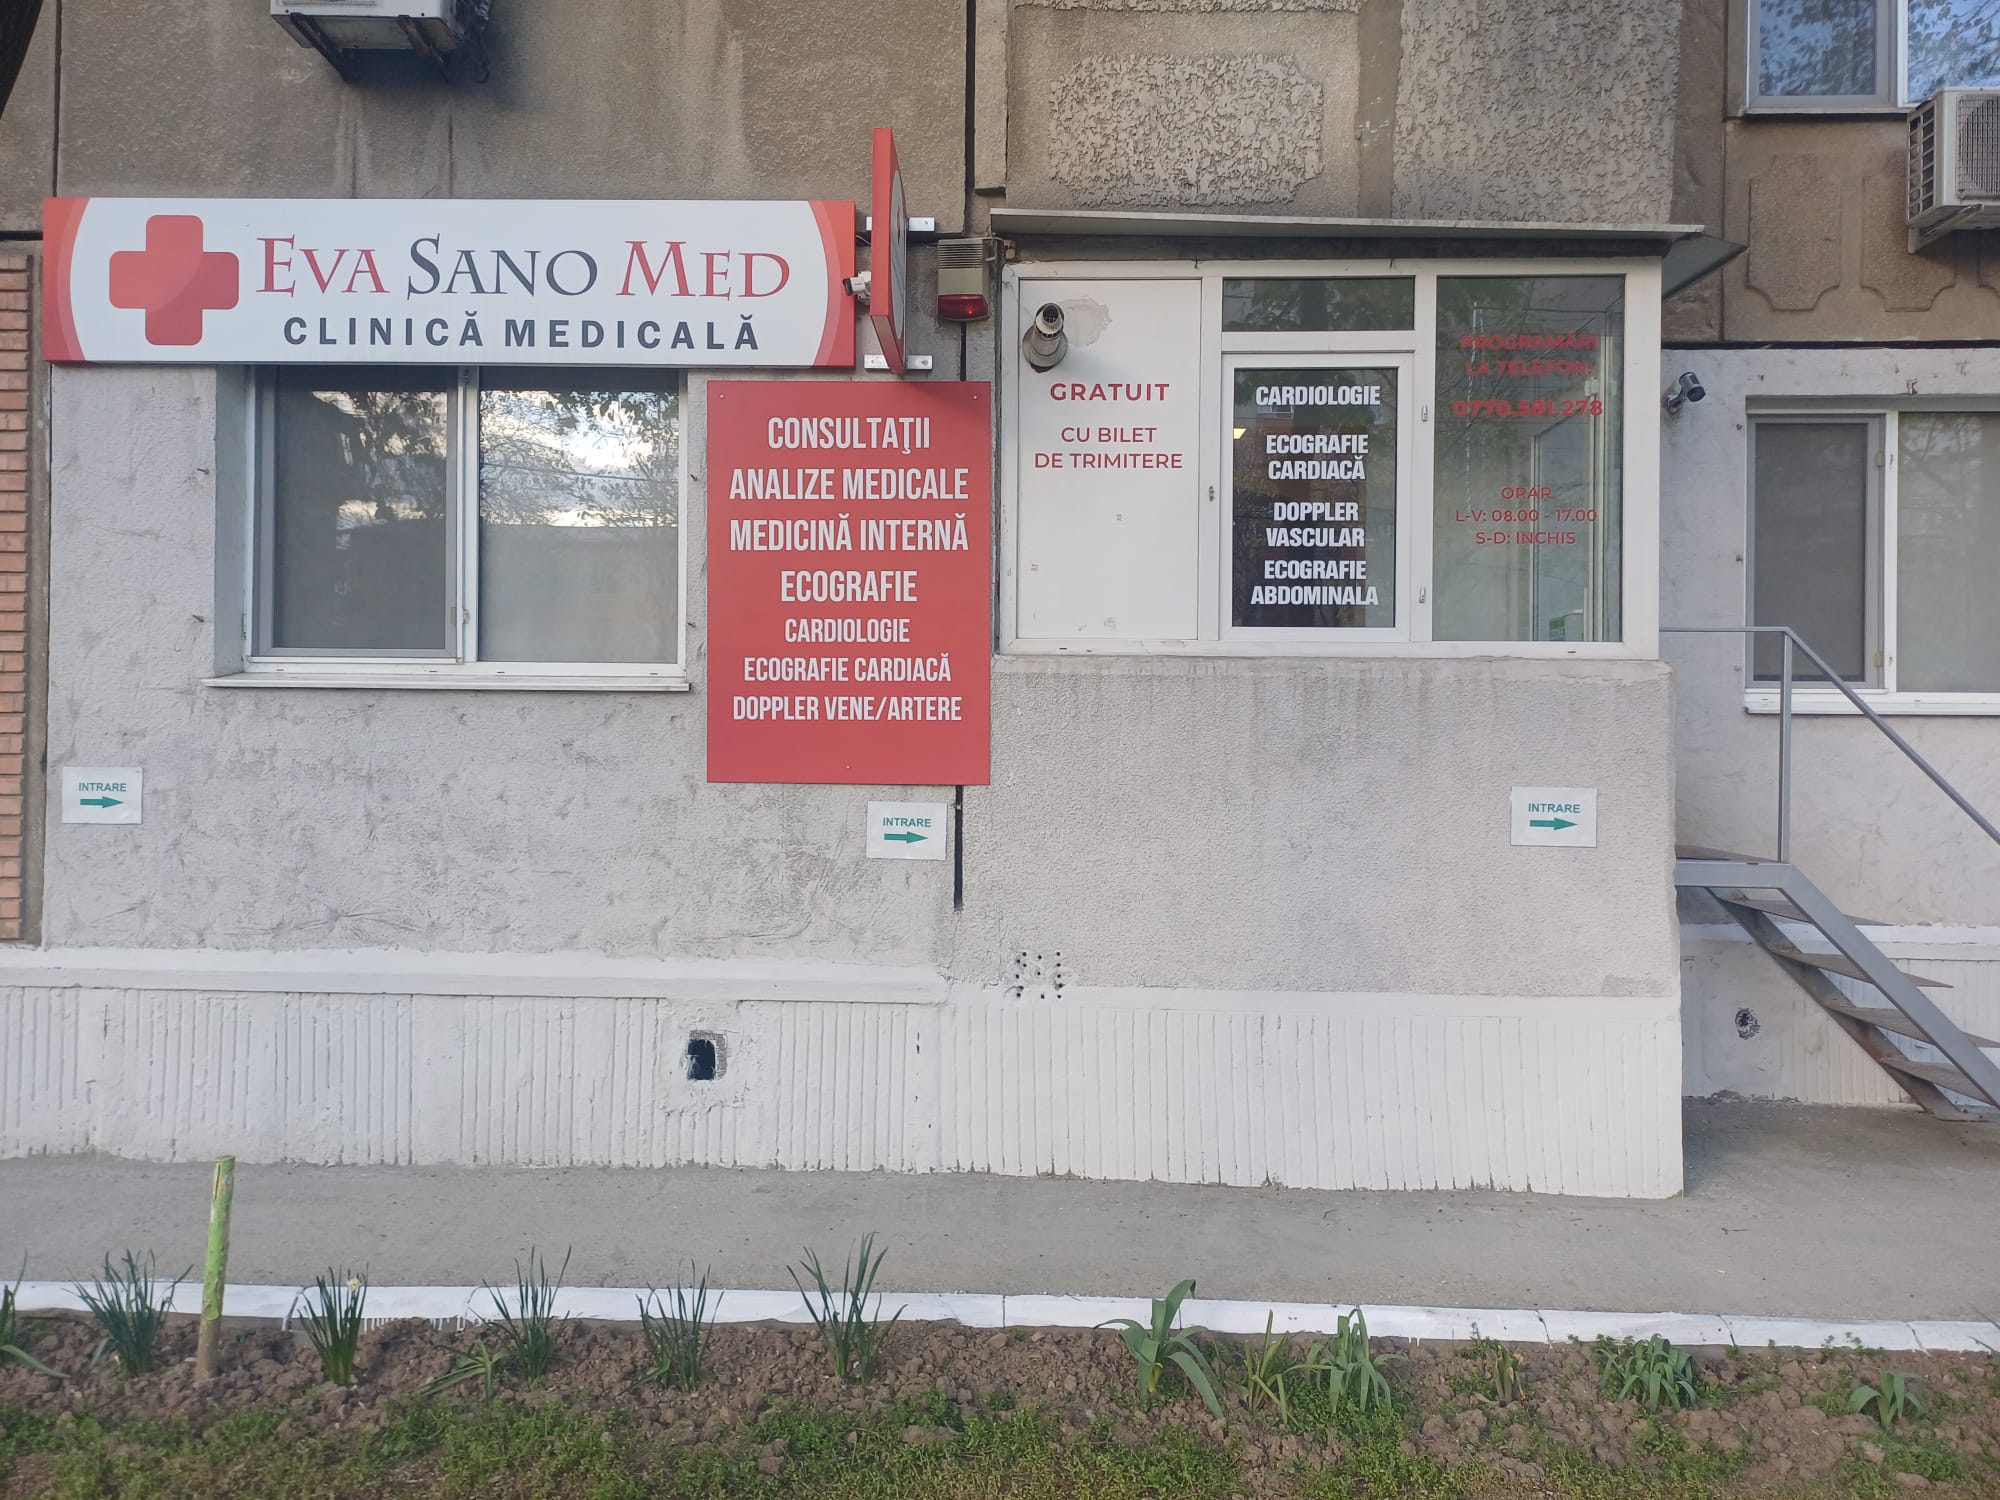 EVA SANO MED
CLINICĂ MEDICALĂ
CONSULTAŢII
ANALIZE MEDICALE
MEDICINĂ INTERNĂ
ECOGRAFIE
CARDIOLOGIE
ECOGRAFIE CARDIACĂ
DOPPLER VENE/ARTERE
GRATUIT
CU BILET
DE TRIMITERE
CARDIOLOGIE
ECOGRAFIE
CARDIACĂ
DOPPLER
VASCULAR
ECOGRAFIE
ABDOMINALA
PROGRAMĂRI
LA TELEFON:
0770.581.278
ORAR
L-V: 08.00 - 17.00
S-D: INCHIS
INTRARE
INTRARE
INTRARE